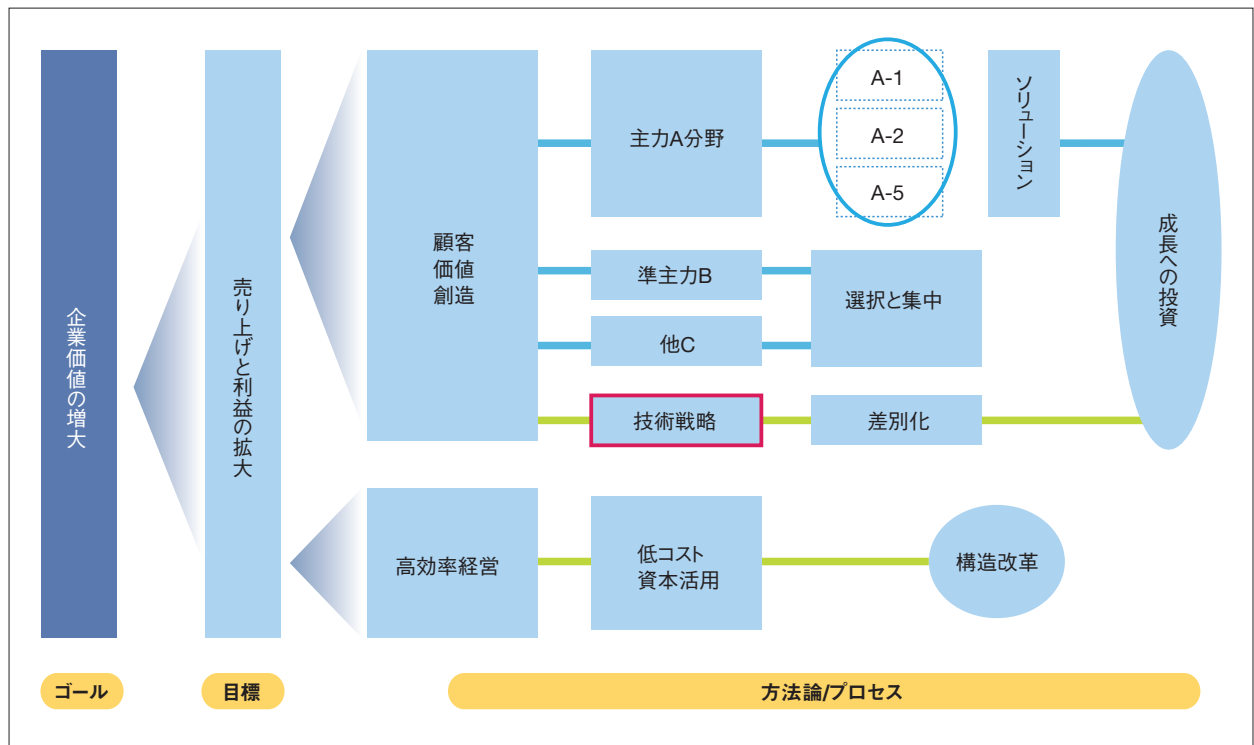 企業価値の増大
売り上げと利益の拡大
顧客
価値
創造
主力A分野
A-1
A-2
A-5
ソリューション
成長への投資
準主力B
選択と集中
他C
技術戦略
差別化
高効率経営
低コスト
資本活用
構造改革
ゴール
目標
方法論/プロセス